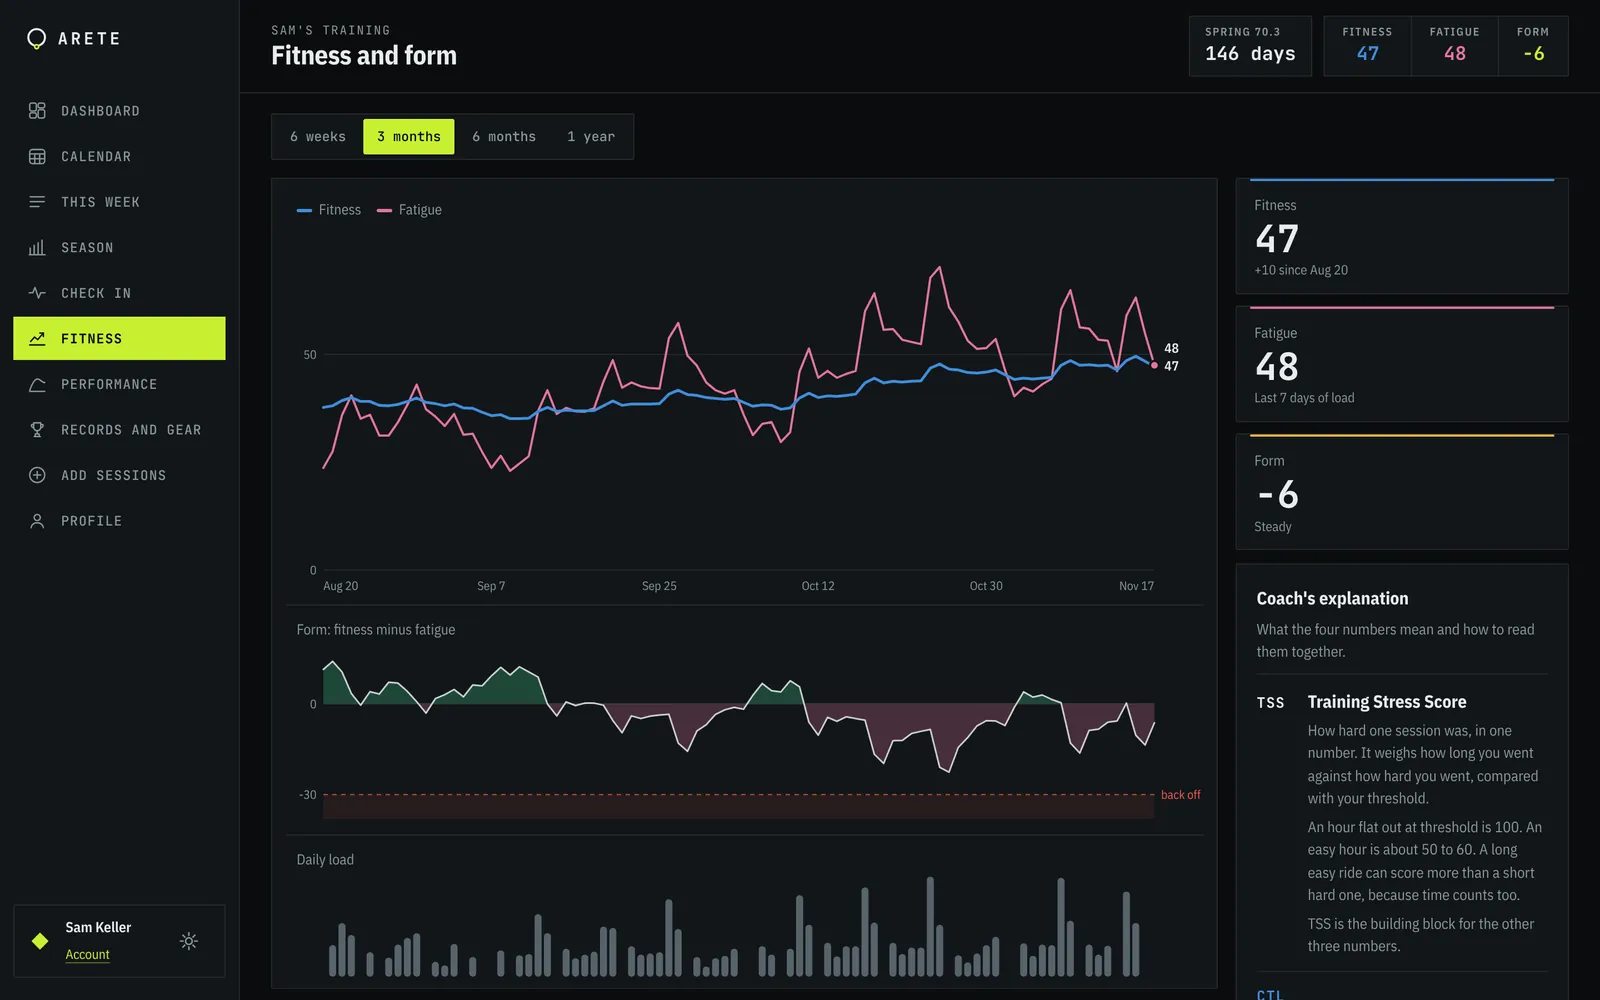 ARETE
DASHBOARD
CALENDAR
THIS WEEK
SEASON
CHECK IN
FITNESS
PERFORMANCE
RECORDS AND GEAR
ADD SESSIONS
PROFILE
Sam Keller
Account
SAM'S TRAINING
Fitness and form
SPRING 70.3
146 days
FITNESS
47
FATIGUE
48
FORM
-6
6 weeks
3 months
6 months
1 year
Fitness
Fatigue
50
48
47
0
Aug 20
Sep 7
Sep 25
Oct 12
Oct 30
Nov 17
Form: fitness minus fatigue
0
-30
back off
Daily load
Fitness
47
+10 since Aug 20
Fatigue
48
Last 7 days of load
Form
-6
Steady
Coach's explanation
What the four numbers mean and how to read
them together.
TSS
Training Stress Score
How hard one session was, in one
number. It weighs how long you went
against how hard you went, compared
with your threshold.
An hour flat out at threshold is 100. An
easy hour is about 50 to 60. A long
easy ride can score more than a short
hard one, because time counts too.
TSS is the building block for the other
three numbers.
CTL